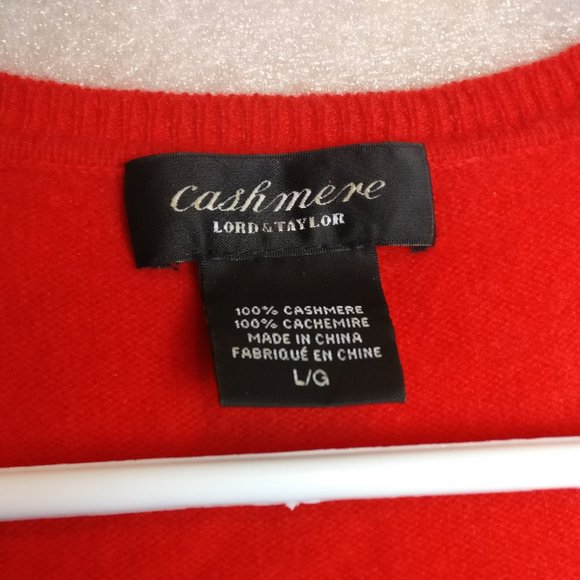 Cashmere
LORD & TAYLOR
100% CASHMERE
100% CACHEMIRE
MADE IN CHINA
FABRIQUÉ EN CHINE
L/G